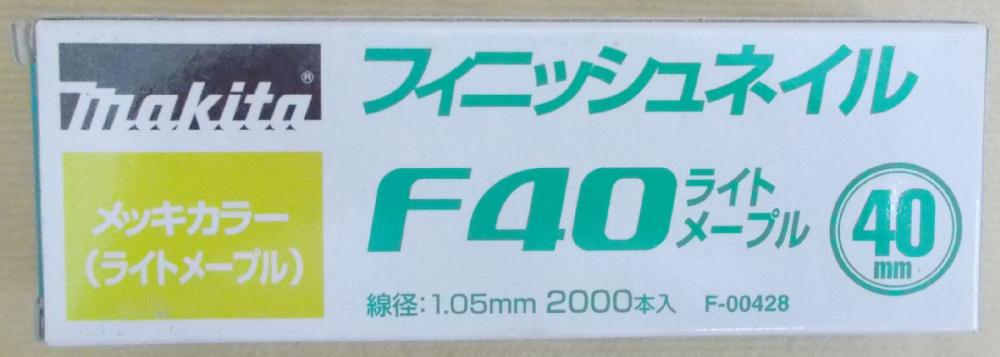 makita®
フィニッシュネイル
メッキカラー
(ライトメープル)
F40 ライト
メープル
40
mm
線径:1.05mm 2000本入 F-00428